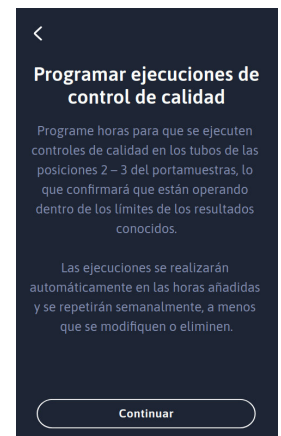 Programar ejecuciones de
control de calidad
Programe horas para que se ejecuten
controles de calidad en los tubos de las
posiciones 2 – 3 del portamuestras, lo
que confirmará que están operando
dentro de los límites de los resultados
conocidos.
Las ejecuciones se realizarán
automáticamente en las horas añadidas
y se repetirán semanalmente, a menos
que se modifiquen o eliminen.
Continuar